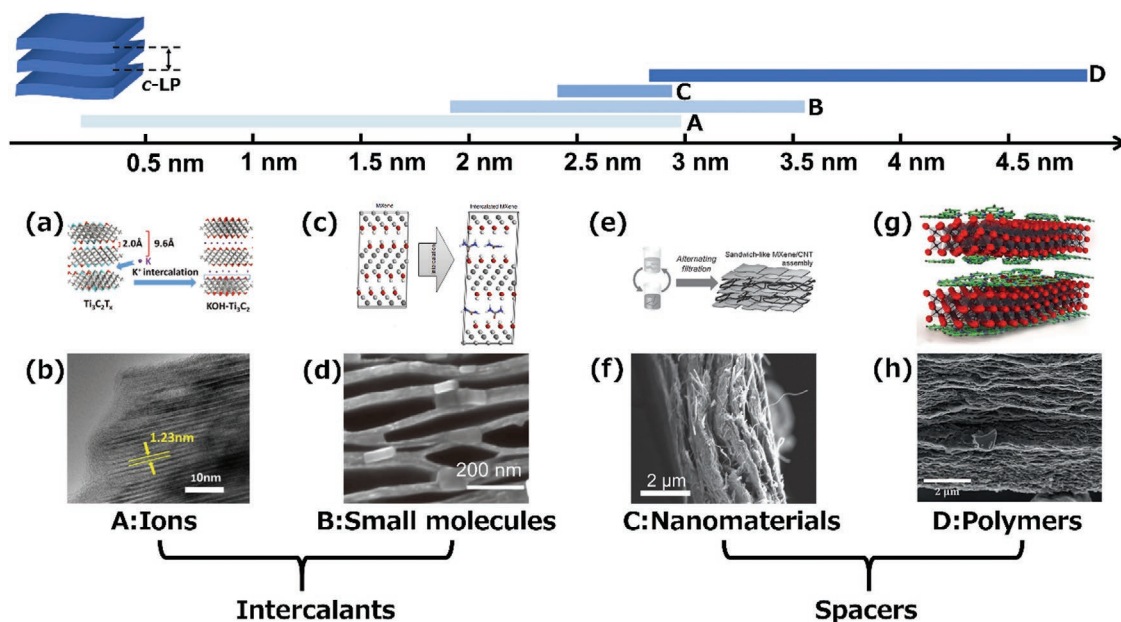 c-LP
D
C
B
A
0.5 nm
1 nm
1.5 nm
2 nm
2.5 nm
3 nm
3.5 nm
4 nm
4.5 nm
(a)
2.0Å
9.6Å
K
K⁺ intercalation
Ti₃C₂Tₓ
KOH-Ti₃C₂
(c)
MXene
Intercalated MXene
Intercalation
(e)
Alternating
filtration
Sandwich-like MXene/CNT
assembly
(g)
(b)
1.23nm
10nm
(d)
200 nm
(f)
2 μm
(h)
2 μm
A:Ions
B:Small molecules
C:Nanomaterials
D:Polymers
Intercalants
Spacers